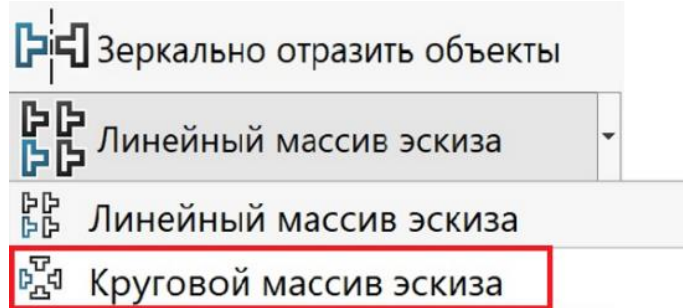 Зеркально отразить объекты
Линейный массив эскиза
Линейный массив эскиза
Круговой массив эскиза